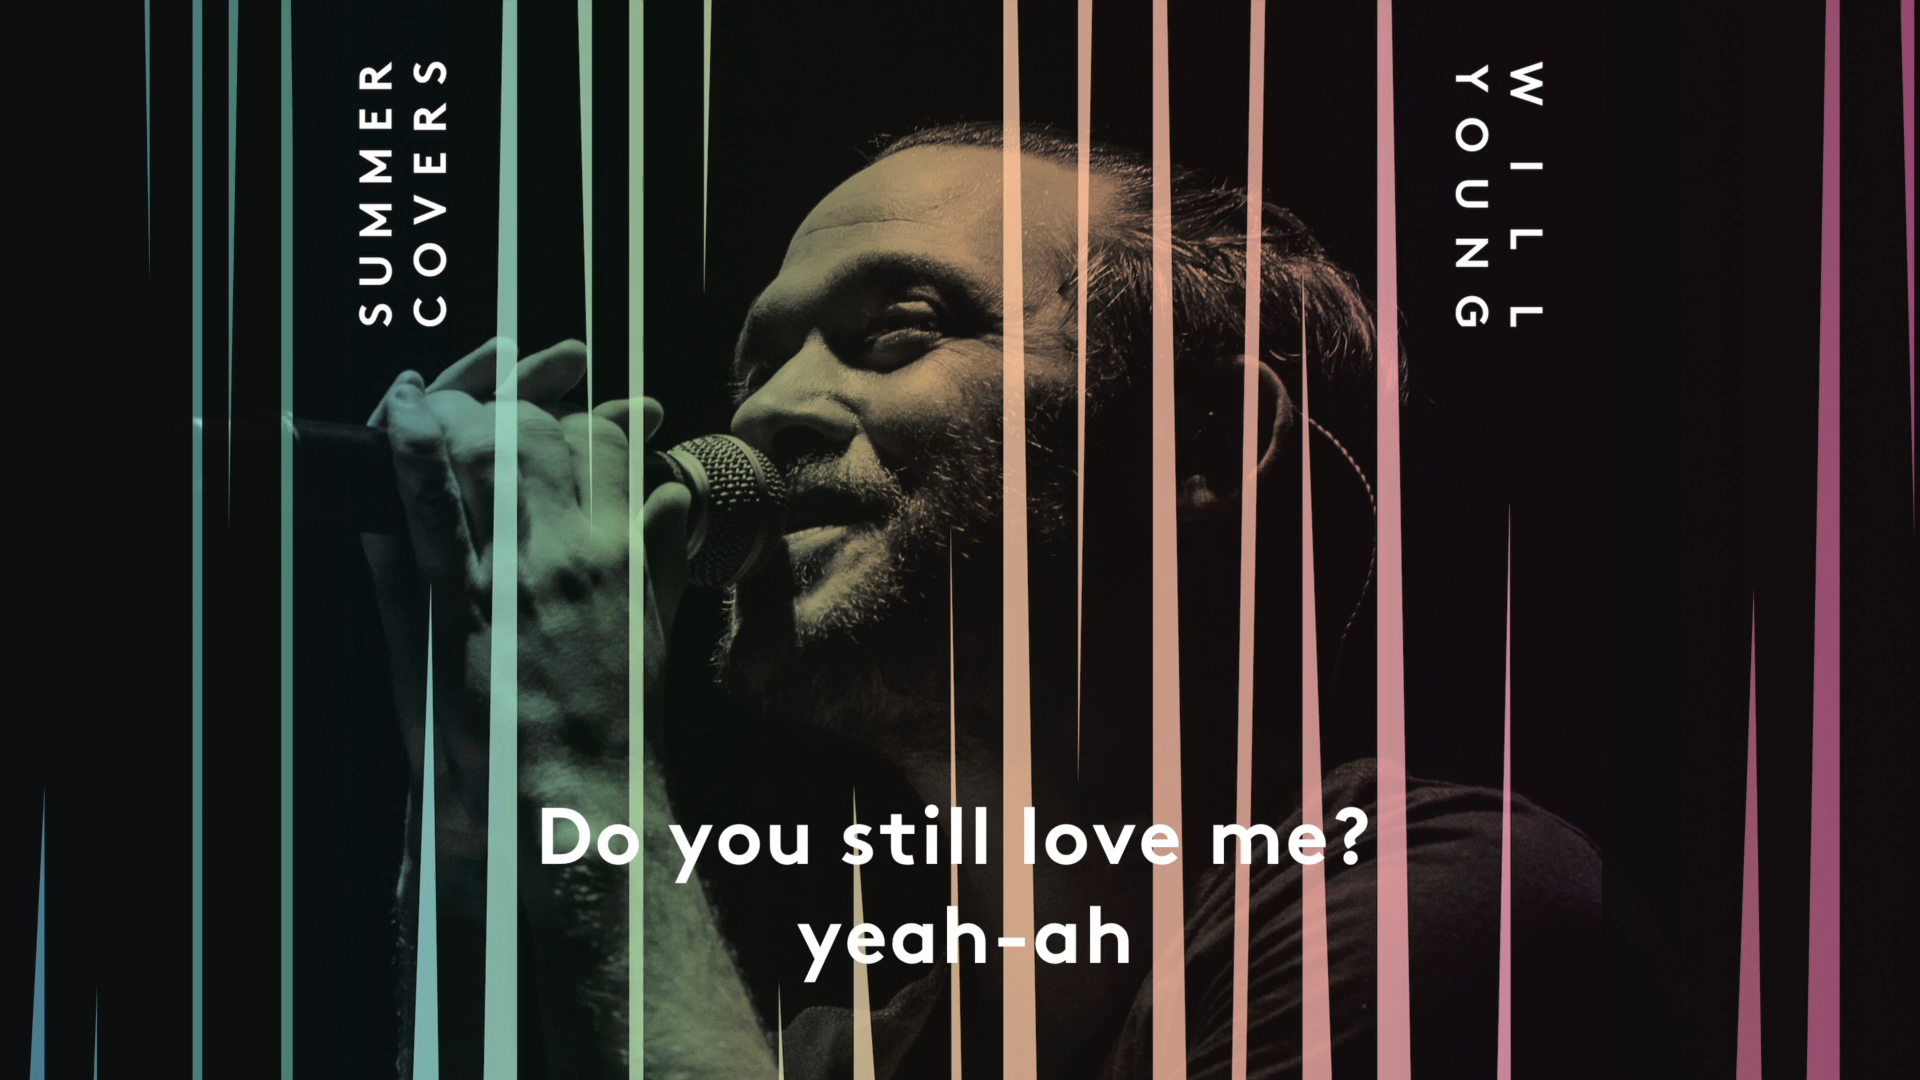 SUMMER
COVERS
WILL
YOUNG
Do you still love me?
yeah-ah